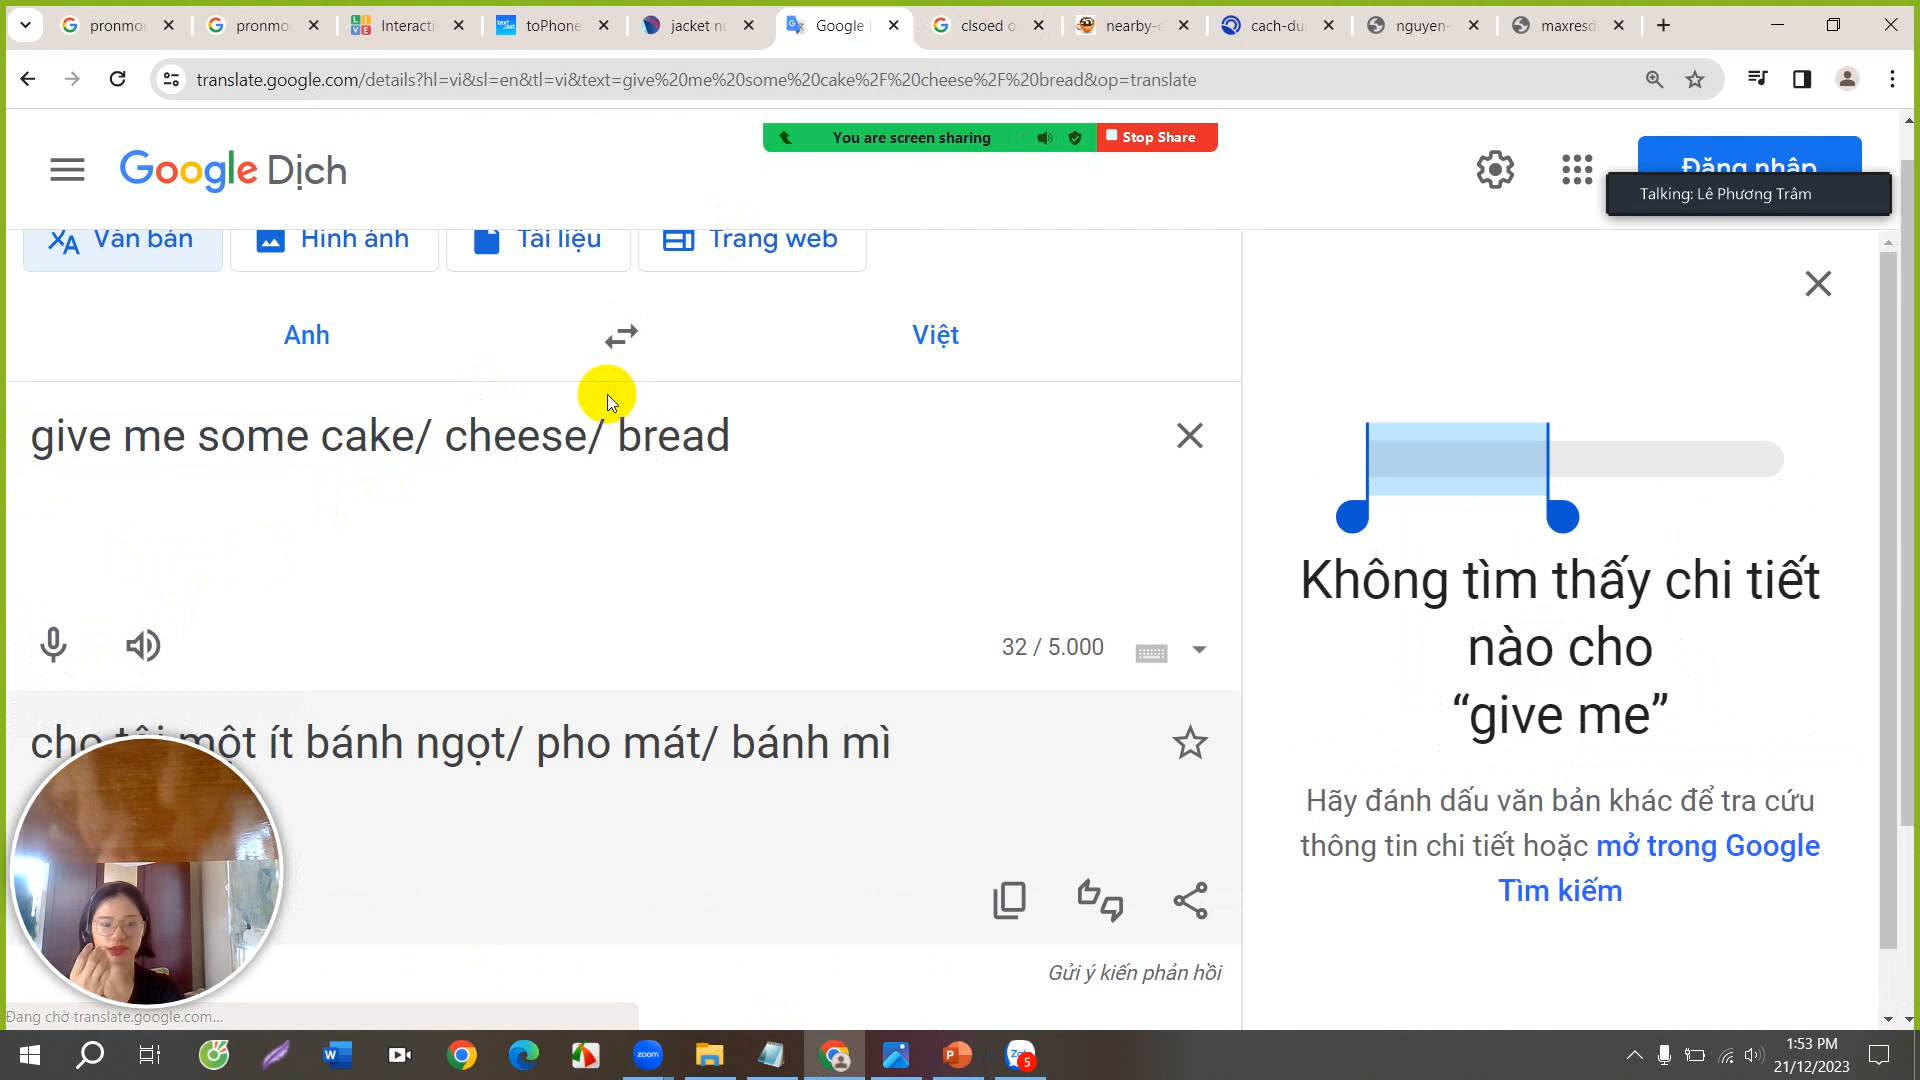 pronmo
pronmo
Interacti
toPhone
jacket n
Google
clsoed o
nearby-
cach-du
nguyen-
maxresd
translate.google.com/details?hl=vi&sl=en&tl=vi&text=give%20me%20some%20cake%2F%20cheese%2F%20bread&op=translate
You are screen sharing
Stop Share
Google Dịch
Đăng nhập
Talking: Lê Phương Trâm
Văn bản
Hình ảnh
Tài liệu
Trang web
Anh
Việt
give me some cake/ cheese/ bread
32 / 5.000
cho tôi một ít bánh ngọt/ pho mát/ bánh mì
Gửi ý kiến phản hồi
Không tìm thấy chi tiết
nào cho
“give me”
Hãy đánh dấu văn bản khác để tra cứu
thông tin chi tiết hoặc mở trong Google
Tìm kiếm
Đang chờ translate.google.com...
zoom
5
1:53 PM
21/12/2023